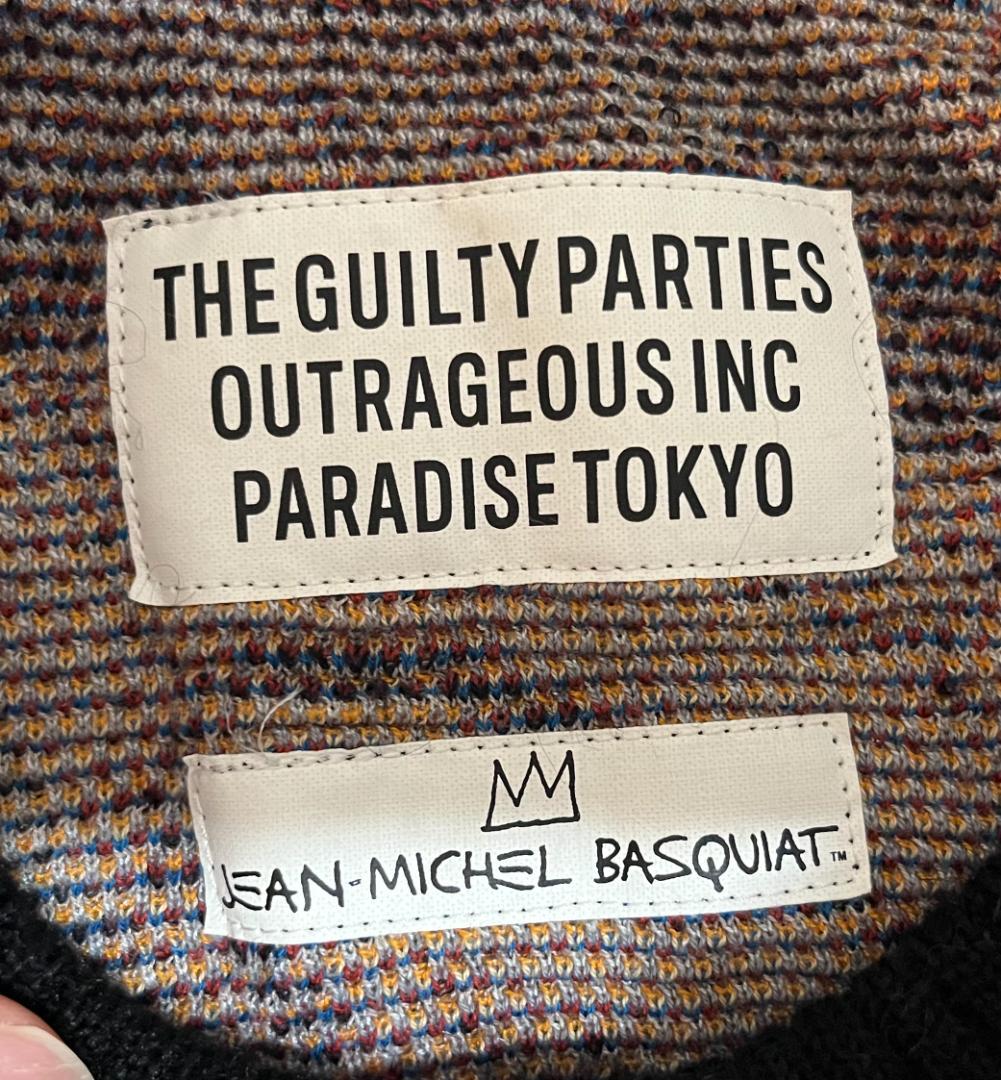 THE GUILTY PARTIES
OUTRAGEOUS INC
PARADISE TOKYO
JEAN-MICHEL BASQUIAT™